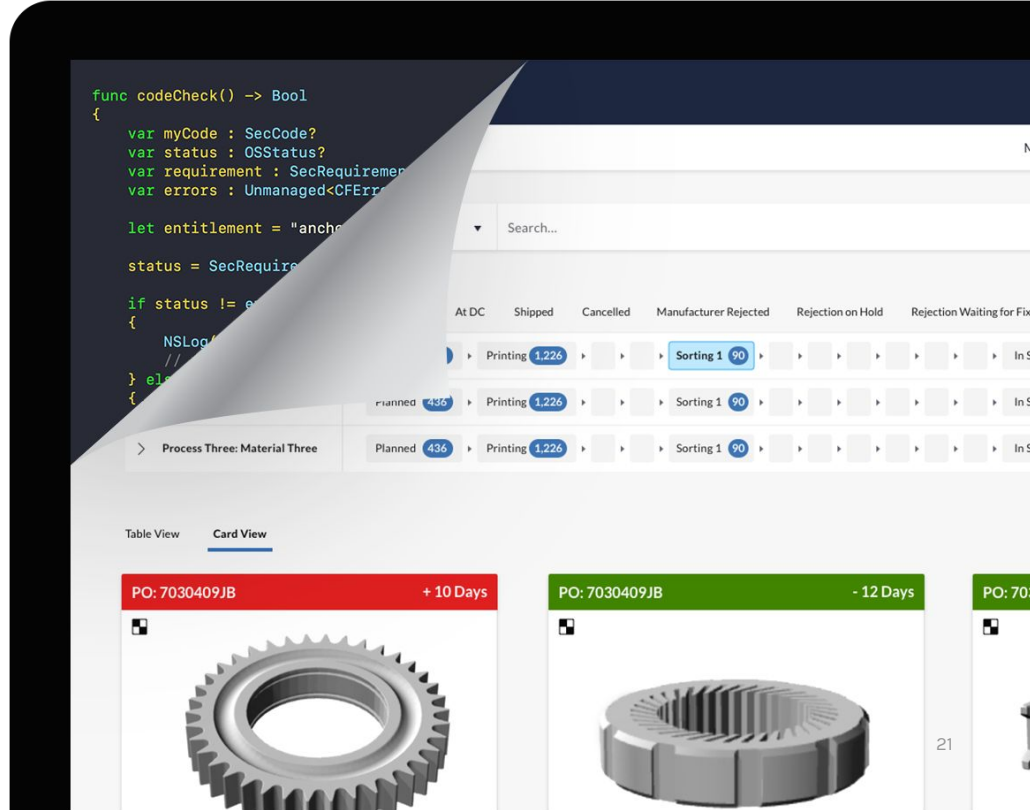 func codeCheck() -> Bool
{
var myCode : SecCode?
var status : OSStatus?
var requirement : SecRequiremen
var errors : Unmanaged<CFErro
let entitlement = "ancho
status = SecRequire
if status != e
{
NSLog
//
} else
{
Search...
At DC Shipped Cancelled Manufacturer Rejected Rejection on Hold Rejection Waiting for Fix
Printing 1,226 Sorting 1 90 In S
Planned 436 Printing 1,226 Sorting 1 90 In S
Process Three: Material Three Planned 436 Printing 1,226 Sorting 1 90 In S
Table View Card View
PO: 7030409JB + 10 Days PO: 7030409JB - 12 Days PO: 703
21